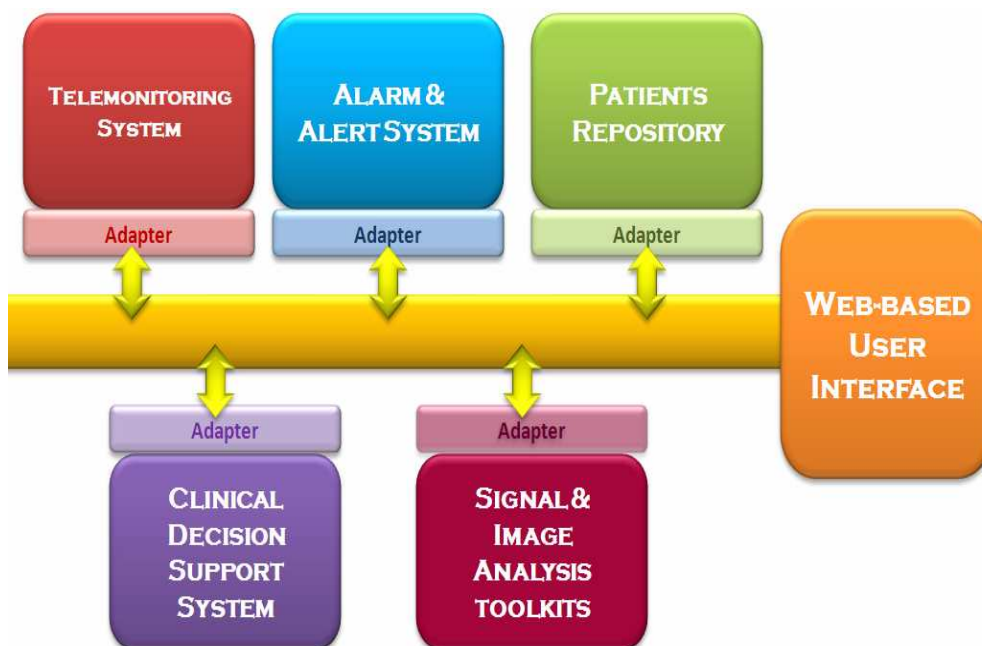 TELEMONITORING
SYSTEM
Adapter
ALARM &
ALERT SYSTEM
Adapter
PATIENTS
REPOSITORY
Adapter
WEB-BASED
USER
INTERFACE
Adapter
CLINICAL
DECISION
SUPPORT
SYSTEM
Adapter
SIGNAL &
IMAGE
ANALYSIS
TOOLKITS